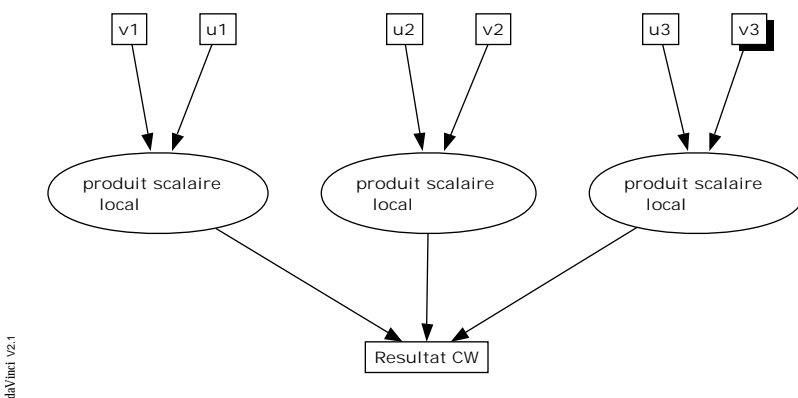 v1 u1 u2 v2 u3 v3
produit scalaire
local
produit scalaire
local
produit scalaire
local
Resultat CW
daVinci V2.1